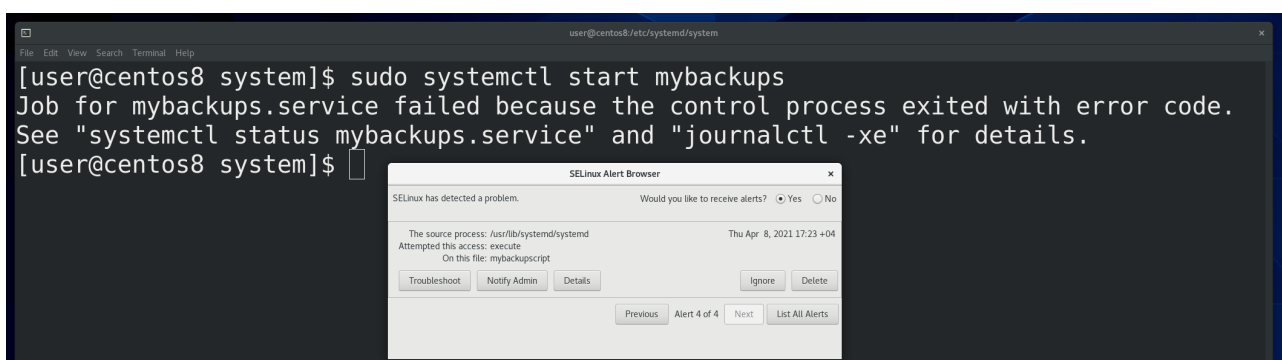 user@centos8:/etc/systemd/system
File Edit View Search Terminal Help
[user@centos8 system]$ sudo systemctl start mybackups
Job for mybackups.service failed because the control process exited with error code.
See "systemctl status mybackups.service" and "journalctl -xe" for details.
[user@centos8 system]$
SELinux Alert Browser
SELinux has detected a problem. Would you like to receive alerts? Yes No
The source process: /usr/lib/systemd/systemd Thu Apr 8, 2021 17:23 +04
Attempted this access: execute
On this file: mybackupscript
Troubleshoot Notify Admin Details Ignore Delete
Previous Alert 4 of 4 Next List All Alerts